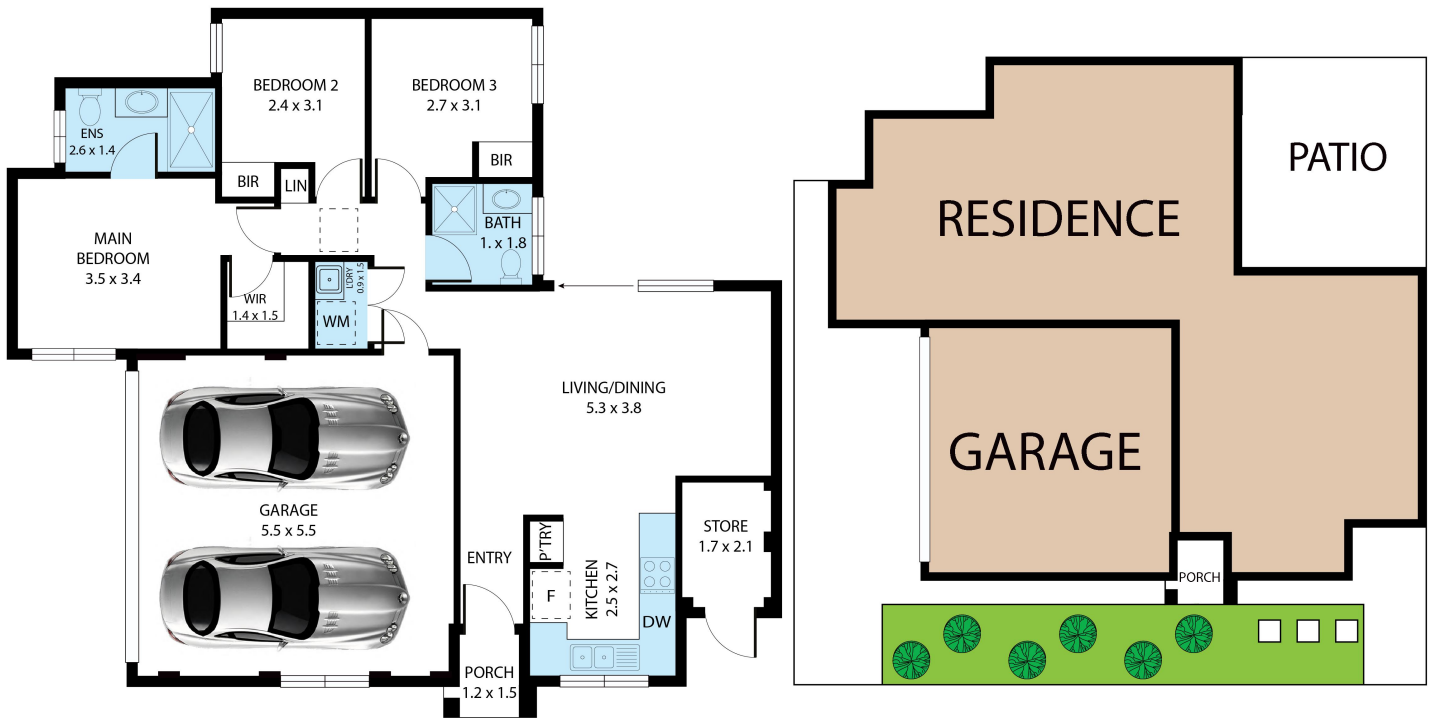 BEDROOM 2
2.4 x 3.1
BEDROOM 3
2.7 x 3.1
ENS
2.6 x 1.4
BIR
LIN
BIR
BATH
1. x 1.8
MAIN
BEDROOM
3.5 x 3.4
WIR
1.4 x 1.5
L'DRY
0.9 x 1.5
WM
LIVING/DINING
5.3 x 3.8
GARAGE
5.5 x 5.5
ENTRY
P'TRY
F
KITCHEN
2.5 x 2.7
DW
STORE
1.7 x 2.1
PORCH
1.2 x 1.5
PATIO
RESIDENCE
GARAGE
PORCH